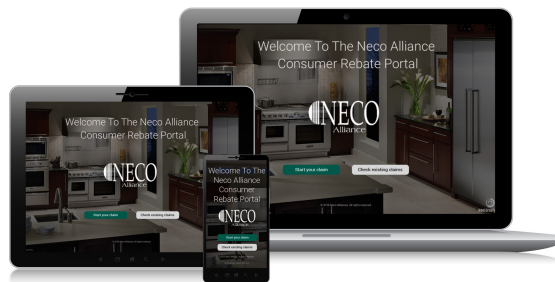 Welcome To The Neco Alliance
Consumer Rebate Portal
NECO
Alliance
Start your claim
Check existing claims
Welcome To The Neco Alliance
Consumer Rebate Portal
NECO
Alliance
Start your claim
Check existing claims
Welcome To The
Neco Alliance
Consumer
Rebate Portal
NECO
Alliance
Start your claim
Check existing claims